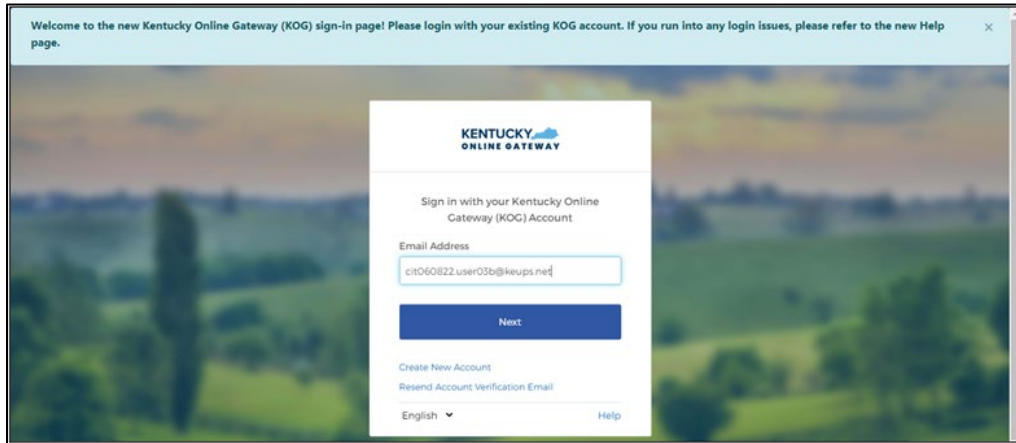 Welcome to the new Kentucky Online Gateway (KOG) sign-in page! Please login with your existing KOG account. If you run into any login issues, please refer to the new Help
page.
KENTUCKY
ONLINE GATEWAY
Sign in with your Kentucky Online
Gateway (KOG) Account
Email Address
cit060822.user03b@keups.net
Next
Create New Account
Resend Account Verification Email
English
Help